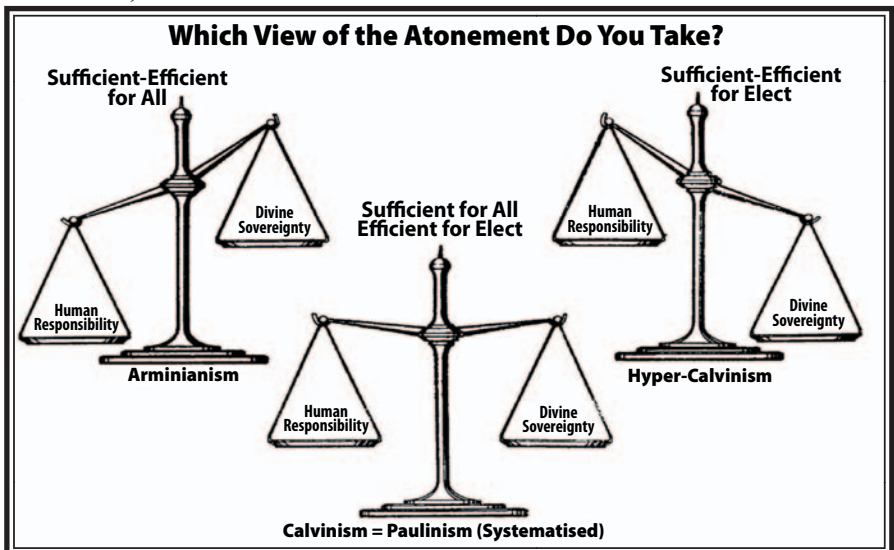 Which View of the Atonement Do You Take?
Sufficient-Efficient
for All
Divine
Sovereignty
Human
Responsibility
Arminianism
Sufficient for All
Efficient for Elect
Human
Responsibility
Divine
Sovereignty
Calvinism = Paulinism (Systematised)
Sufficient-Efficient
for Elect
Human
Responsibility
Divine
Sovereignty
Hyper-Calvinism